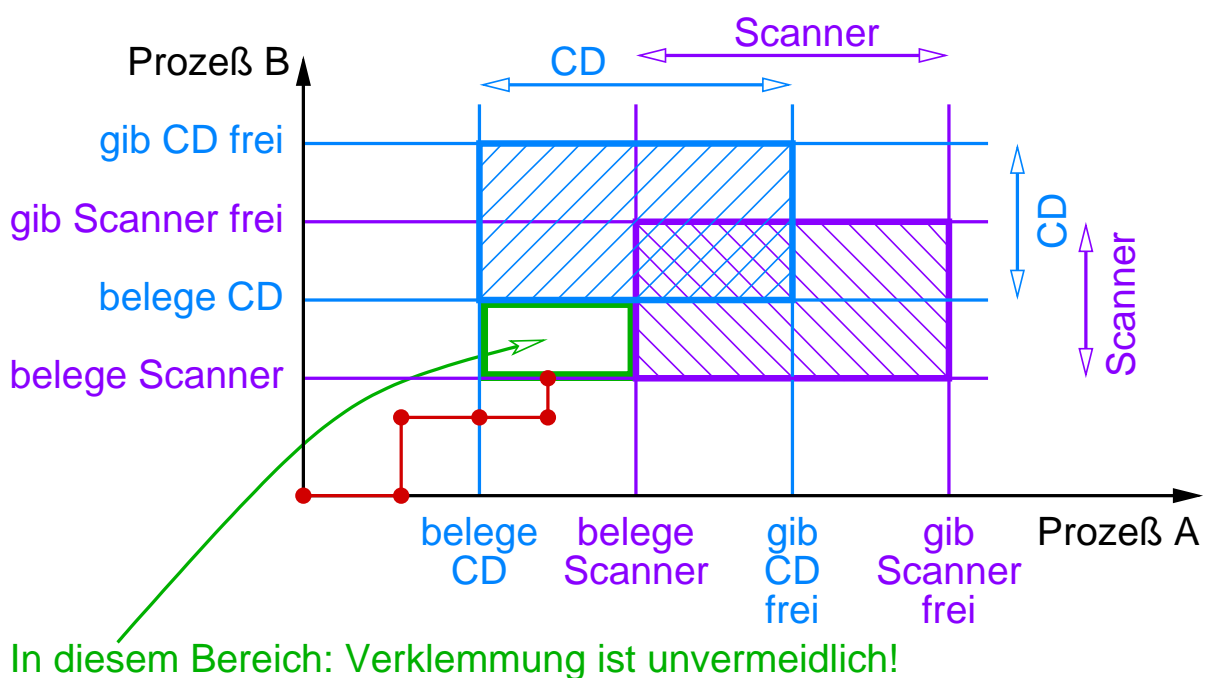 Scanner
CD
Prozeß B
gib CD frei
gib Scanner frei
belege CD
belege Scanner
CD
Scanner
belege
CD
belege
Scanner
gib
CD
frei
gib
Scanner
frei
Prozeß A
In diesem Bereich: Verklemmung ist unvermeidlich!